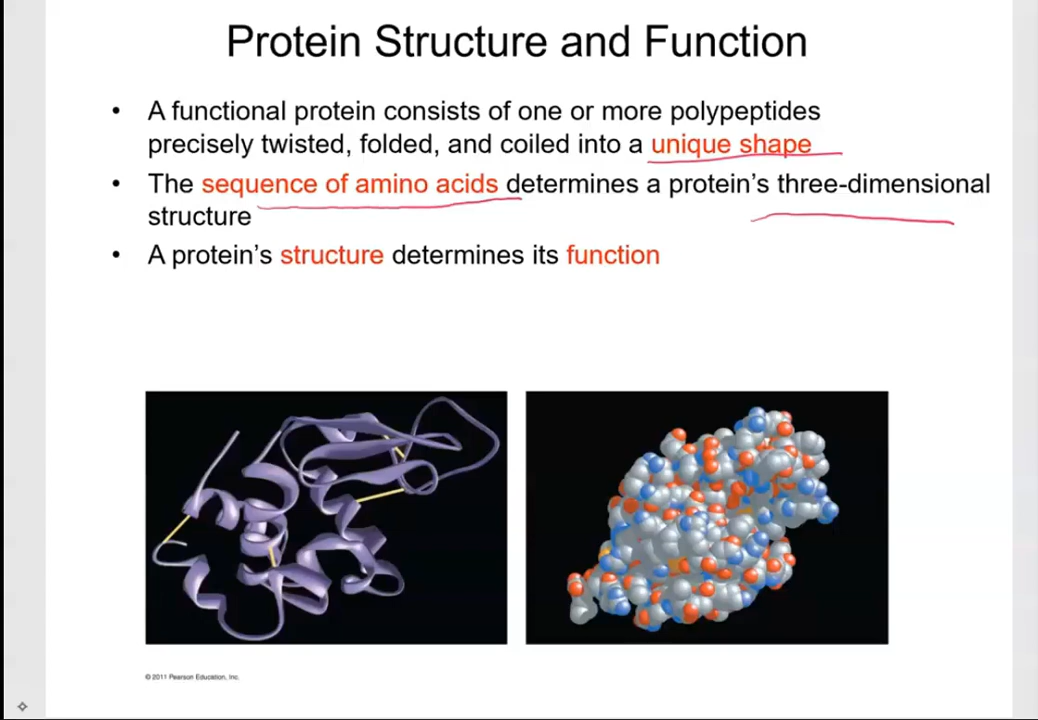 Protein Structure and Function
• A functional protein consists of one or more polypeptides
precisely twisted, folded, and coiled into a unique shape
• The sequence of amino acids determines a protein's three-dimensional
structure
• A protein's structure determines its function
© 2011 Pearson Education, Inc.